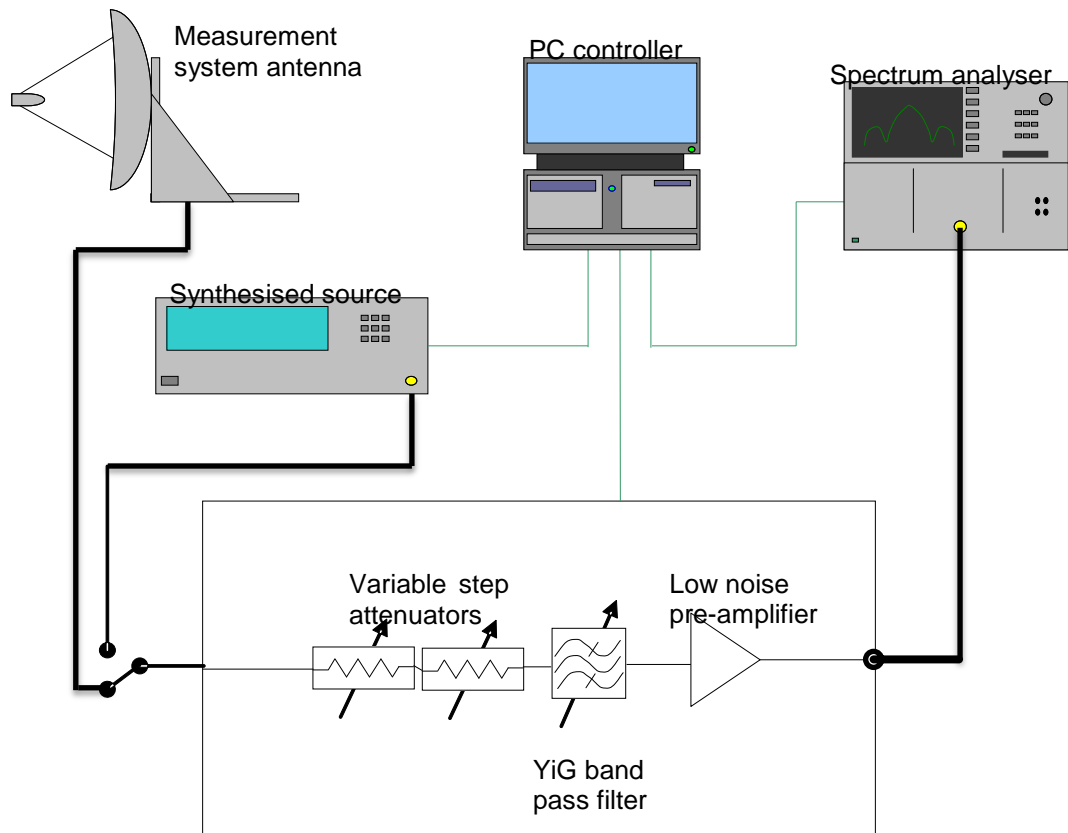 Measurement
system antenna
PC controller
Spectrum analyser
Synthesised source
Variable step
attenuators
Low noise
pre-amplifier
YiG band
pass filter